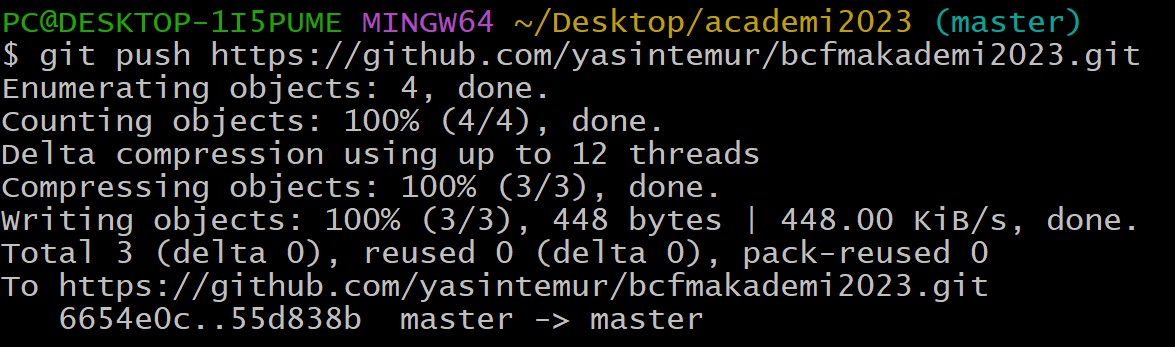 PC@DESKTOP-1I5PUME MINGW64 ~/Desktop/academi2023 (master)
$ git push https://github.com/yasintemur/bcfmakademi2023.git
Enumerating objects: 4, done.
Counting objects: 100% (4/4), done.
Delta compression using up to 12 threads
Compressing objects: 100% (3/3), done.
Writing objects: 100% (3/3), 448 bytes | 448.00 KiB/s, done.
Total 3 (delta 0), reused 0 (delta 0), pack-reused 0
To https://github.com/yasintemur/bcfmakademi2023.git
   6654e0c..55d838b  master -> master